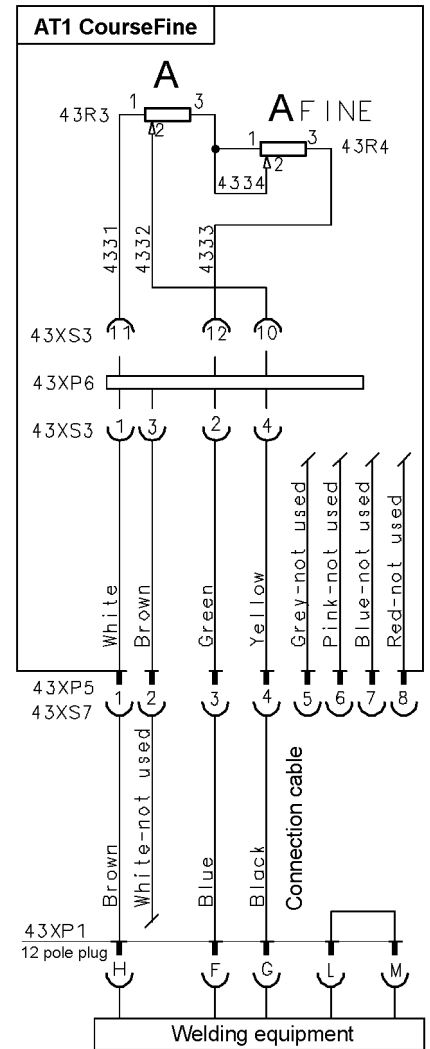 AT1 CourseFine
A
1 3
43R3
2
A FINE
1 3
43R4
2
4334
4331
4332
4333
43XS3 11 12 10
43XP6
43XS3 1 3 2 4
White
Brown
Green
Yellow
Grey-not used
Pink-not used
Blue-not used
Red-not used
43XP5
43XS7
1 2 3 4 5 6 7 8
Brown
White-not used
Blue
Black
Connection cable
43XP1
12 pole plug
H F G L M
Welding equipment